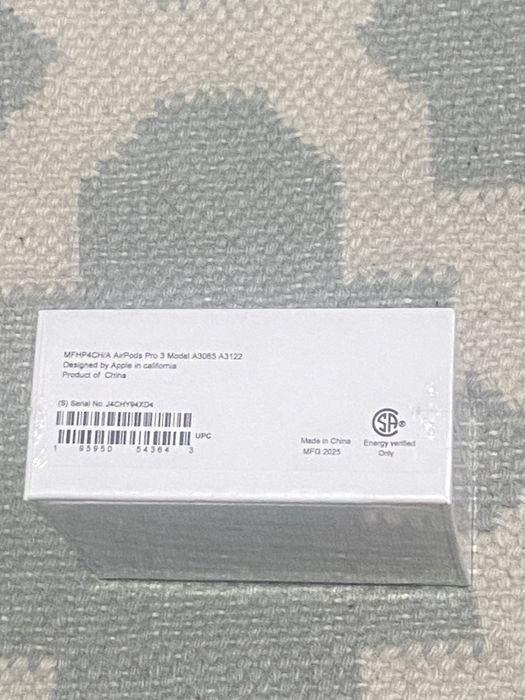 MFHP4CH/A AirPods Pro 3 Model A3065 A3122
Designed by Apple in california
Product of China
(S) Serial No. J4CHY94XD4
UPC
1 95950 54364 3
Made in China
MFG 2025
SA®
Energy verified
Only